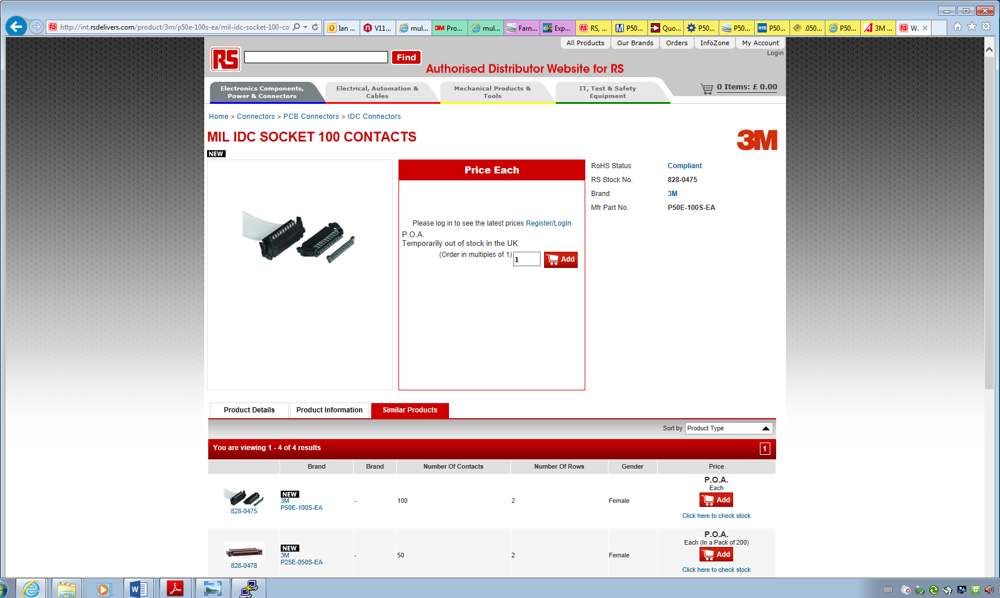 http://int.rsdelivers.com/product/3m/p50e-100s-ea/mil-idc-socket-100-co
Ian ...
V11...
mul...
3M Pro...
mul...
Farn...
e14 Exp...
RS RS, ...
M P50...
Quo...
P50...
P50...
IHS P50...
.050...
P50...
3M ...
RS W.
All Products
Our Brands
Orders
InfoZone
My Account
Login
RS
Find
Authorised Distributor Website for RS
Electronics Components,
Power & Connectors
Electrical, Automation &
Cables
Mechanical Products &
Tools
IT, Test & Safety
Equipment
0 Items: £ 0.00
Home > Connectors > PCB Connectors > IDC Connectors
MIL IDC SOCKET 100 CONTACTS
3M
NEW
Price Each
Please log in to see the latest prices Register/LogIn
P.O.A.
Temporarily out of stock in the UK
(Order in multiples of 1)
1
Add
RoHS Status Compliant
RS Stock No. 828-0475
Brand 3M
Mfr Part No. P50E-100S-EA
Product Details
Product Information
Similar Products
Sort by Product Type
You are viewing 1 - 4 of 4 results
1
Brand Brand Number Of Contacts Number Of Rows Gender Price
828-0475
NEW
3M
P50E-100S-EA
-
100
2
Female
P.O.A.
Each
Add
Click here to check stock
828-0478
NEW
3M
P25E-050S-EA
-
50
2
Female
P.O.A.
Each (In a Pack of 200)
Add
Click here to check stock